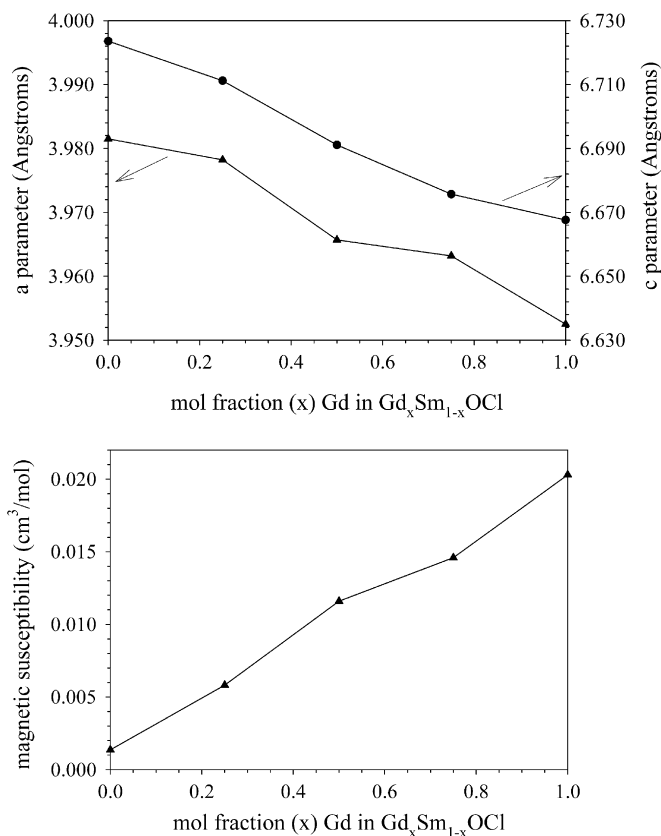 4.000
3.990
3.980
3.970
3.960
3.950
a parameter (Angstroms)
6.730
6.710
6.690
6.670
6.650
6.630
c parameter (Angstroms)
0.0 0.2 0.4 0.6 0.8 1.0
mol fraction (x) Gd in GdₓSm₁₋ₓOCl
0.020
0.015
0.010
0.005
0.000
magnetic susceptibility (cm³/mol)
0.0 0.2 0.4 0.6 0.8 1.0
mol fraction (x) Gd in GdₓSm₁₋ₓOCl